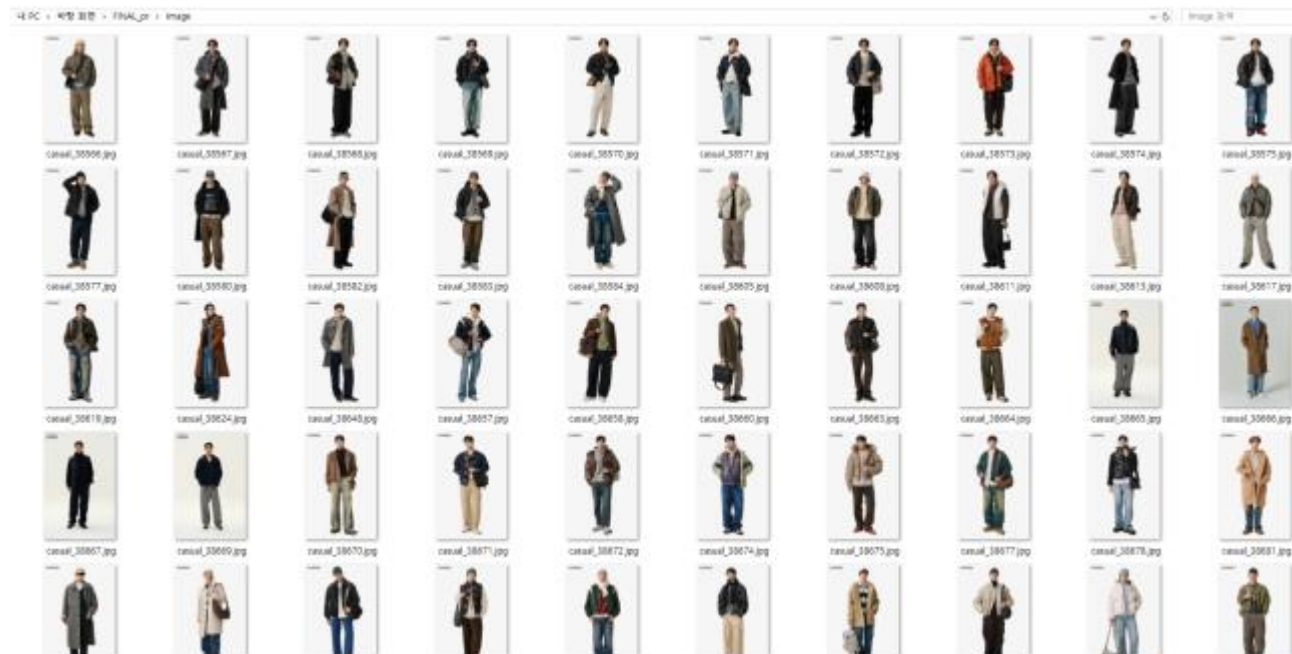 내 PC > 바탕 화면 > FINAL_pr > image
image 검색
casual_38566.jpg casual_38567.jpg casual_38568.jpg casual_38569.jpg casual_38570.jpg casual_38571.jpg casual_38572.jpg casual_38573.jpg casual_38574.jpg casual_38575.jpg
casual_38577.jpg casual_38580.jpg casual_38582.jpg casual_38583.jpg casual_38584.jpg casual_38605.jpg casual_38608.jpg casual_38611.jpg casual_38613.jpg casual_38617.jpg
casual_38619.jpg casual_38624.jpg casual_38648.jpg casual_38657.jpg casual_38658.jpg casual_38660.jpg casual_38663.jpg casual_38664.jpg casual_38665.jpg casual_38666.jpg
casual_38667.jpg casual_38669.jpg casual_38670.jpg casual_38671.jpg casual_38672.jpg casual_38674.jpg casual_38675.jpg casual_38677.jpg casual_38678.jpg casual_38681.jpg